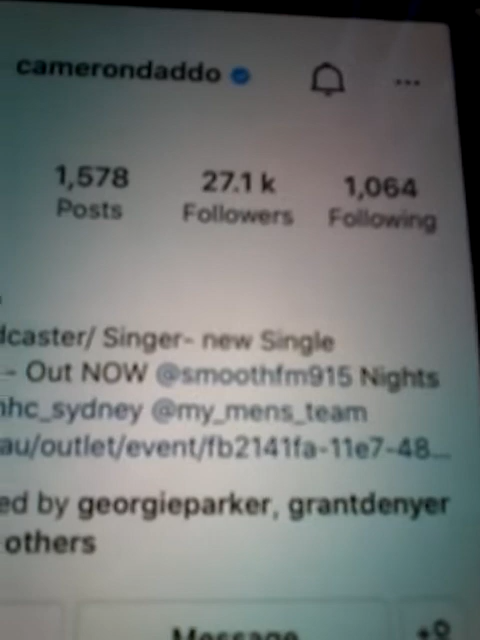 camerondaddo
1,578 27.1 k 1,064
Posts Followers Following
dcaster/ Singer- new Single
- Out NOW @smoothfm915 Nights
nhc_sydney @my_mens_team
au/outlet/event/fb2141fa-11e7-48...
ed by georgieparker, grantdenyer
others
Message